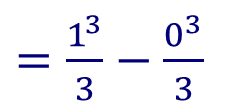 = 1³/3 − 0³/3